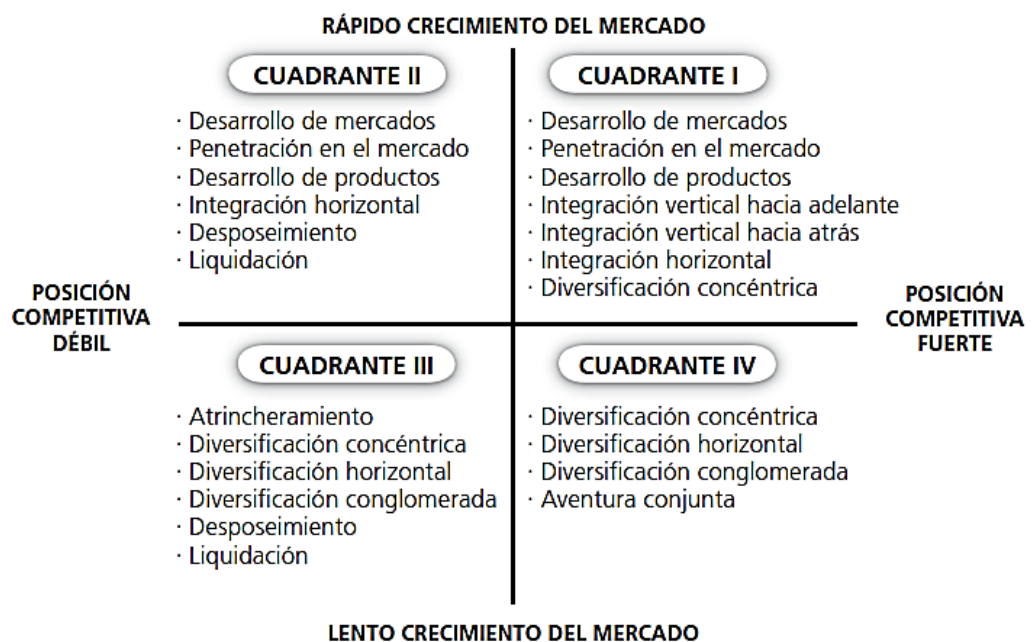 RÁPIDO CRECIMIENTO DEL MERCADO
CUADRANTE II
· Desarrollo de mercados
· Penetración en el mercado
· Desarrollo de productos
· Integración horizontal
· Desposeimiento
· Liquidación
CUADRANTE I
· Desarrollo de mercados
· Penetración en el mercado
· Desarrollo de productos
· Integración vertical hacia adelante
· Integración vertical hacia atrás
· Integración horizontal
· Diversificación concéntrica
POSICIÓN
COMPETITIVA
DÉBIL
POSICIÓN
COMPETITIVA
FUERTE
CUADRANTE III
· Atrincheramiento
· Diversificación concéntrica
· Diversificación horizontal
· Diversificación conglomerada
· Desposeimiento
· Liquidación
CUADRANTE IV
· Diversificación concéntrica
· Diversificación horizontal
· Diversificación conglomerada
· Aventura conjunta
LENTO CRECIMIENTO DEL MERCADO